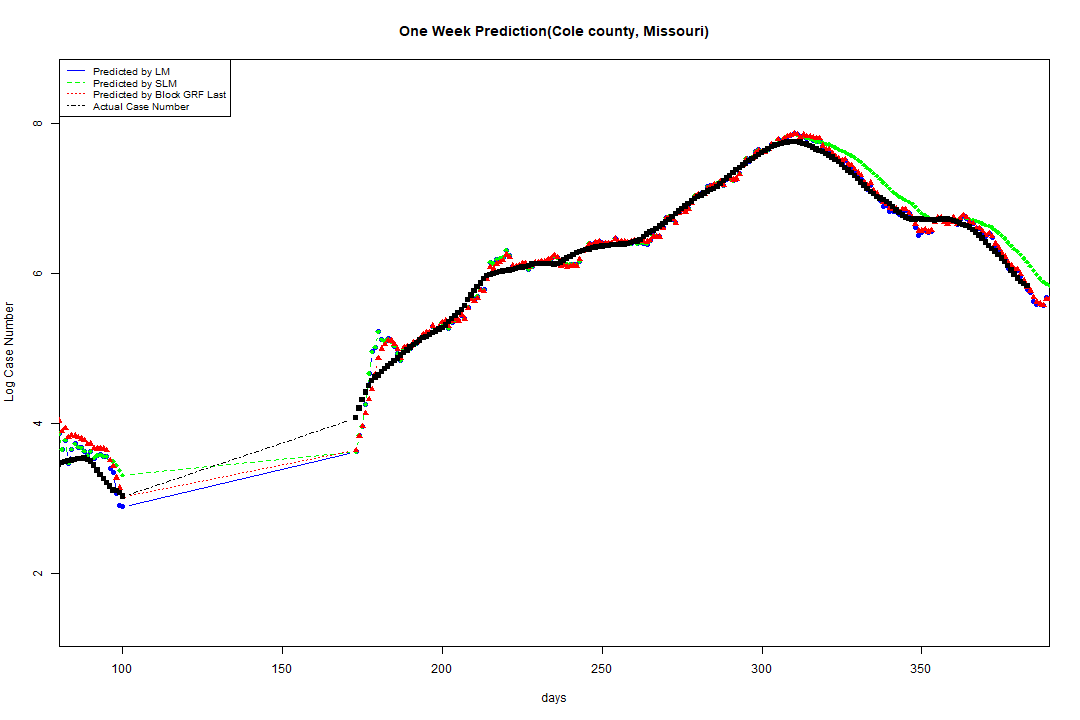 One Week Prediction(Cole county, Missouri)
Predicted by LM
Predicted by SLM
Predicted by Block GRF Last
Actual Case Number
8
6
4
2
Log Case Number
100 150 200 250 300 350
days